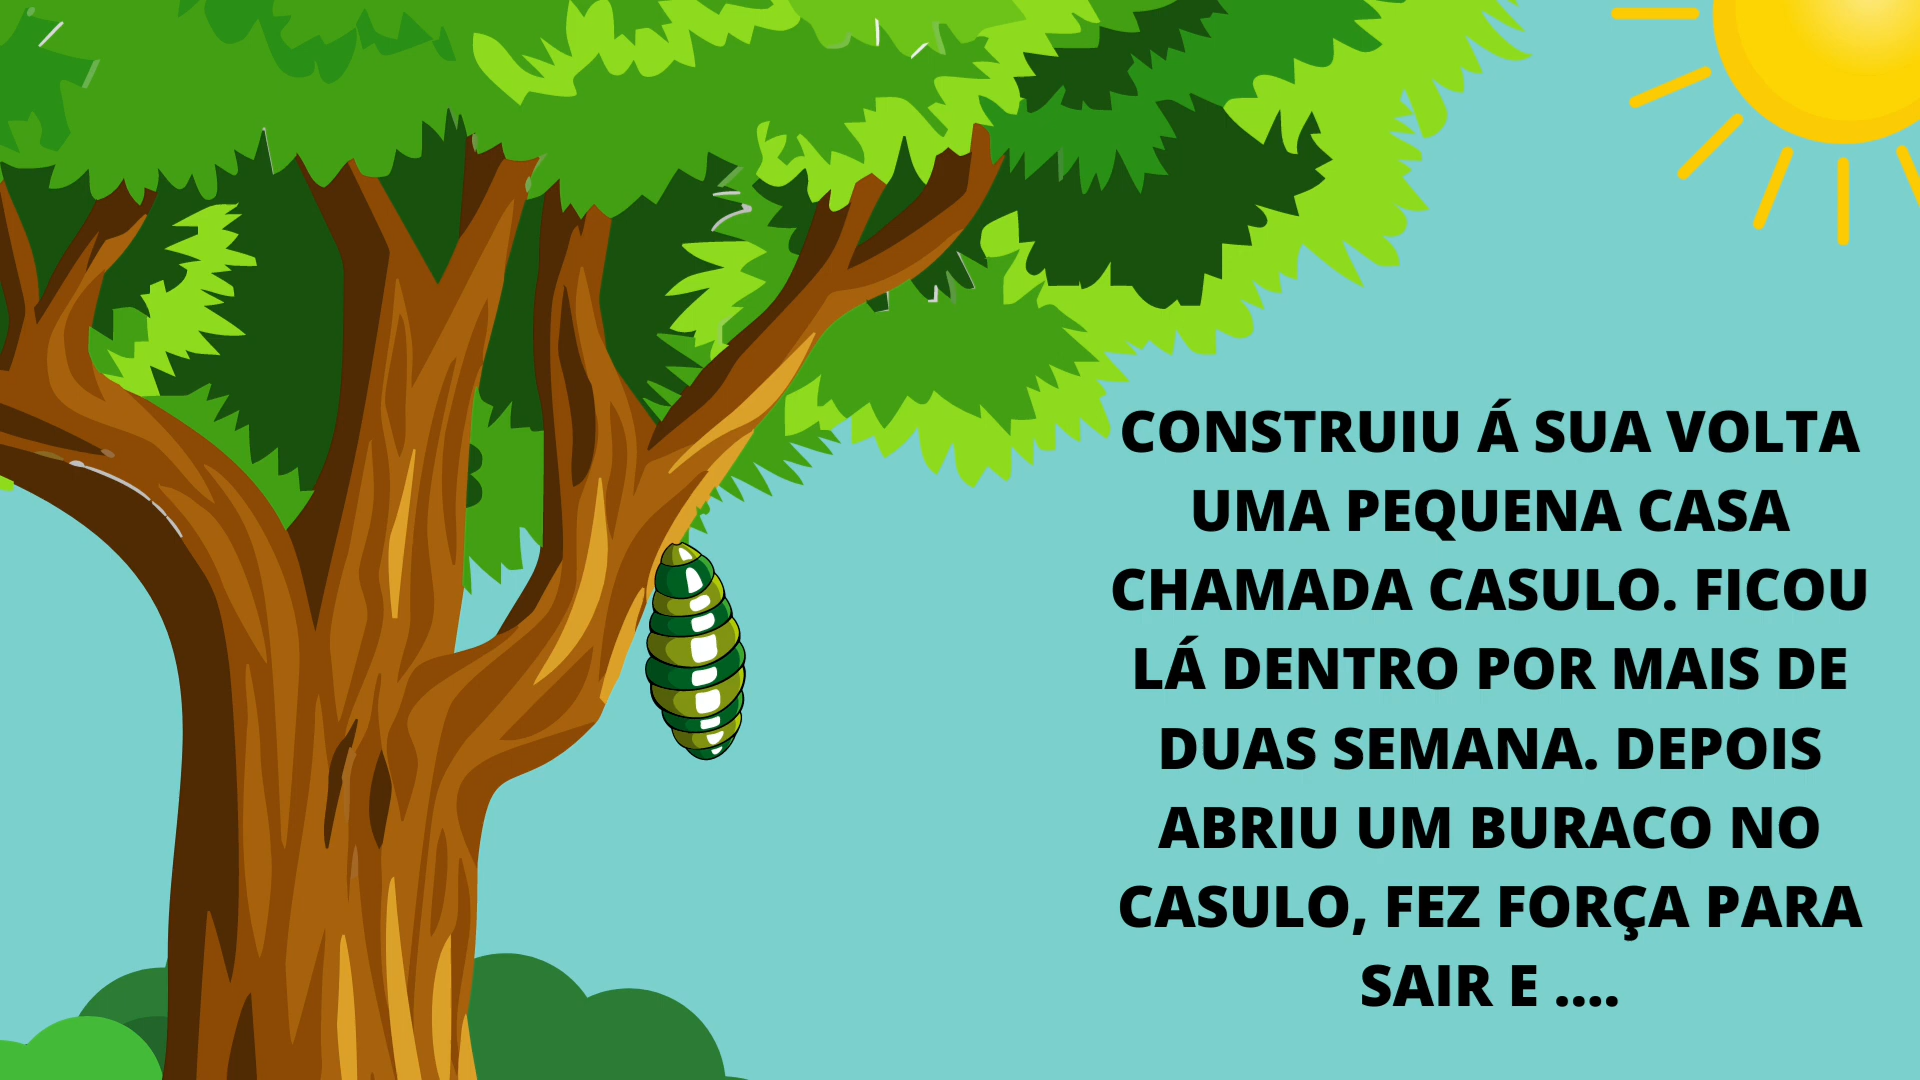 CONSTRUIU Á SUA VOLTA
UMA PEQUENA CASA
CHAMADA CASULO. FICOU
LÁ DENTRO POR MAIS DE
DUAS SEMANA. DEPOIS
ABRIU UM BURACO NO
CASULO, FEZ FORÇA PARA
SAIR E ....